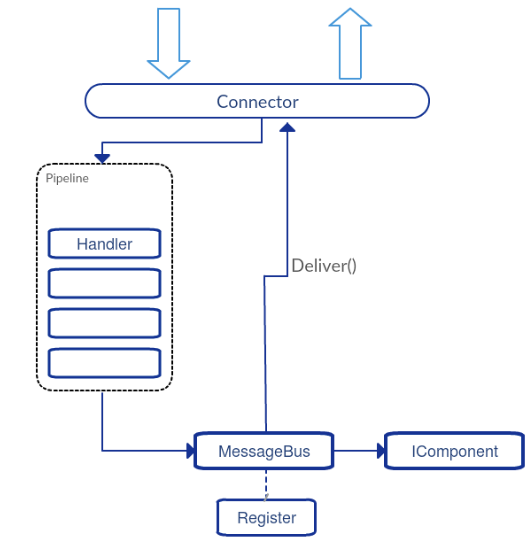 Connector
Pipeline
Handler
Deliver()
MessageBus
IComponent
Register